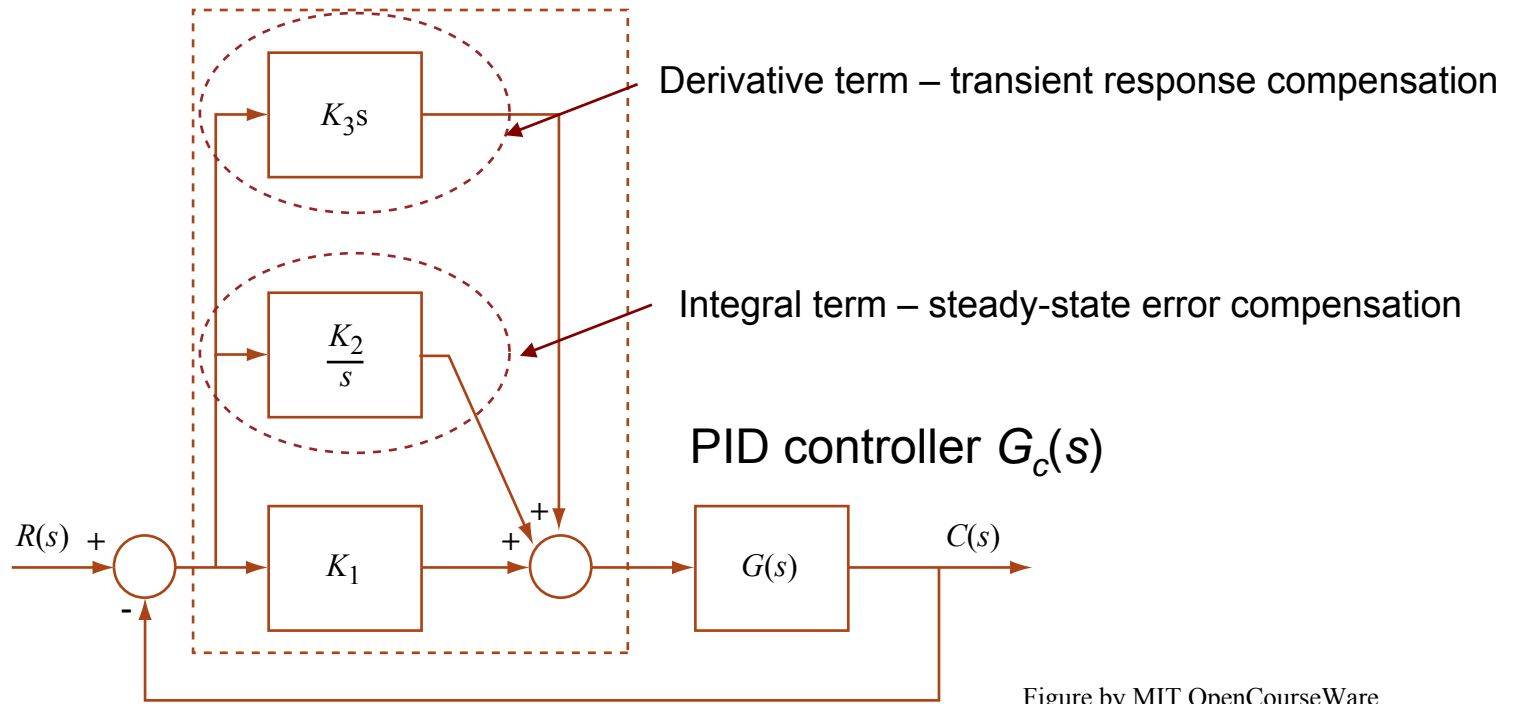 K3s
Derivative term – transient response compensation
K2
s
Integral term – steady-state error compensation
PID controller Gc(s)
R(s) +
-
K1
+
+
G(s)
C(s)
Figure by MIT OpenCourseWare